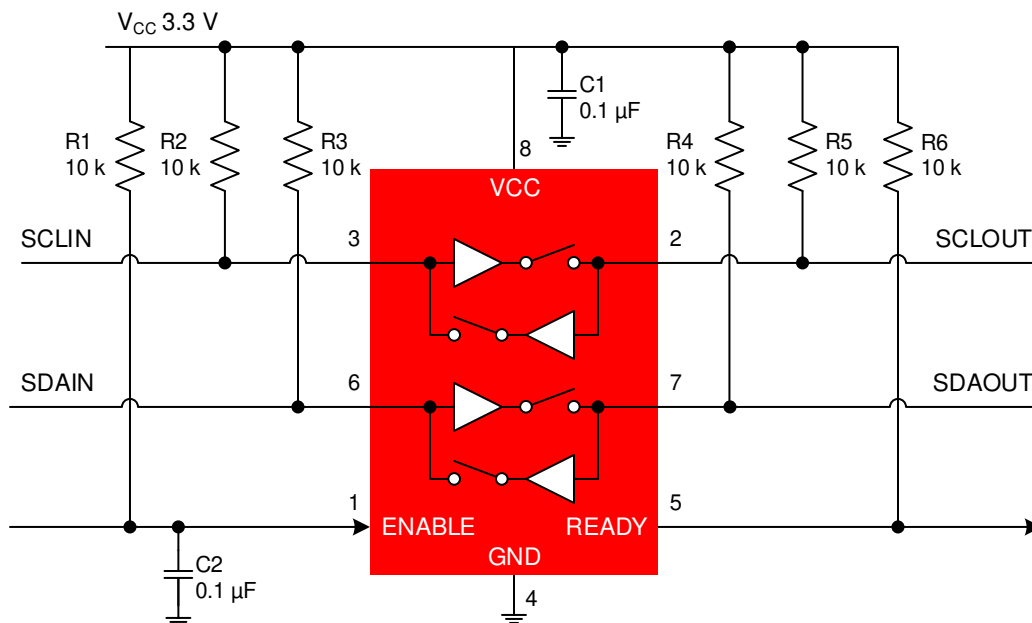 VCC 3.3 V
C1
0.1 µF
R1
10 k
R2
10 k
R3
10 k
8
R4
10 k
R5
10 k
R6
10 k
VCC
SCLIN
3
2
SCLOUT
SDAIN
6
7
SDAOUT
1
ENABLE
READY
5
GND
C2
0.1 µF
4